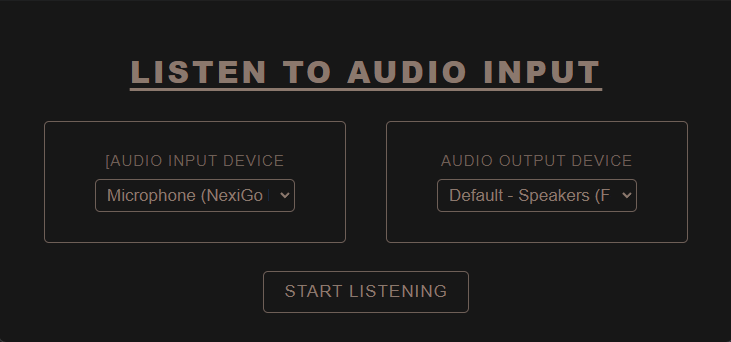 LISTEN TO AUDIO INPUT
[AUDIO INPUT DEVICE
Microphone (NexiGo
AUDIO OUTPUT DEVICE
Default - Speakers (F
START LISTENING